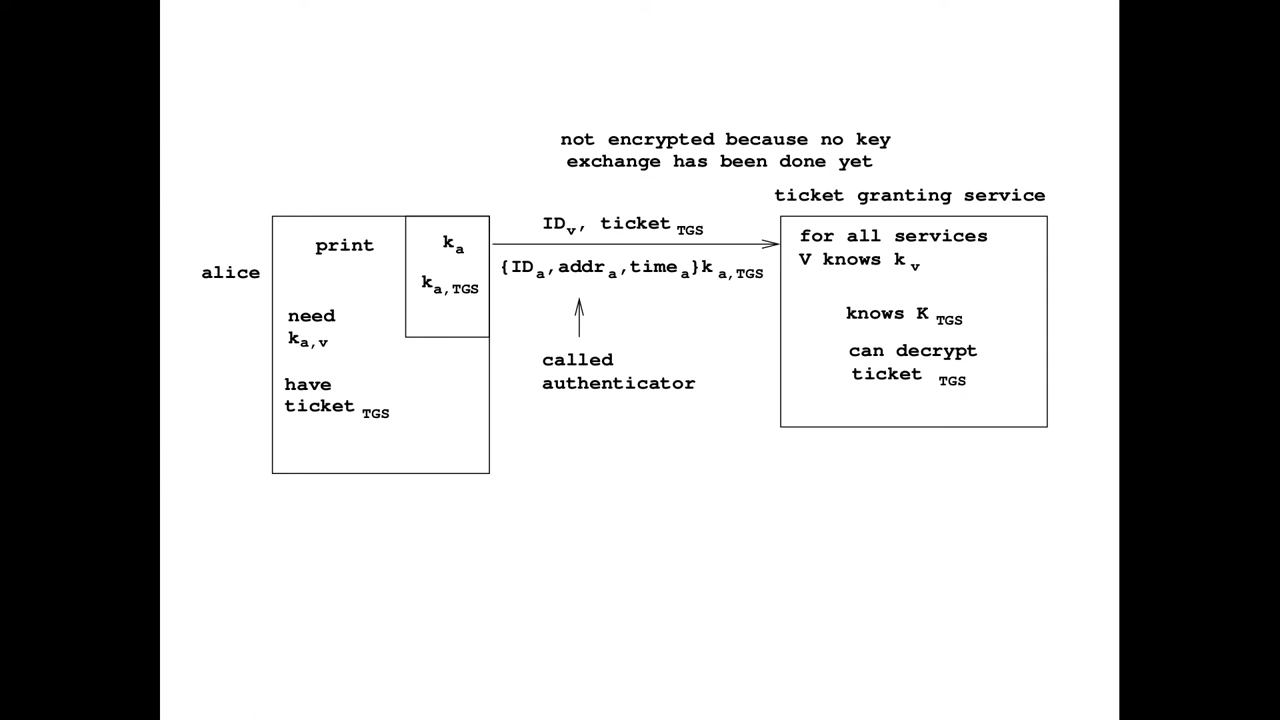 not encrypted because no key
exchange has been done yet
ticket granting service
alice
print
k a
k a,TGS
need
k a,v
have
ticket TGS
ID v, ticket TGS
{ID a,addr a,time a}k a,TGS
called
authenticator
for all services
V knows k v
knows K TGS
can decrypt
ticket TGS